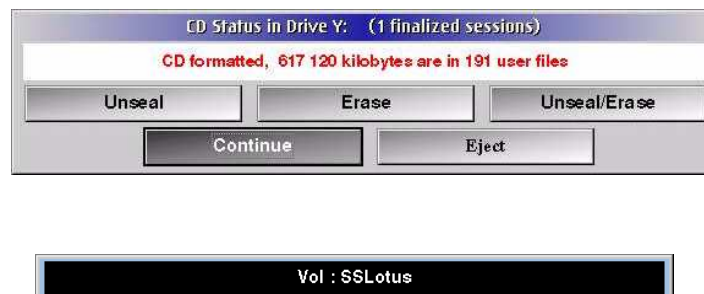 CD Status in Drive Y: (1 finalized sessions)
CD formatted, 617 120 kilobytes are in 191 user files
Unseal Erase Unseal/Erase
Continue Eject
Vol : SSLotus